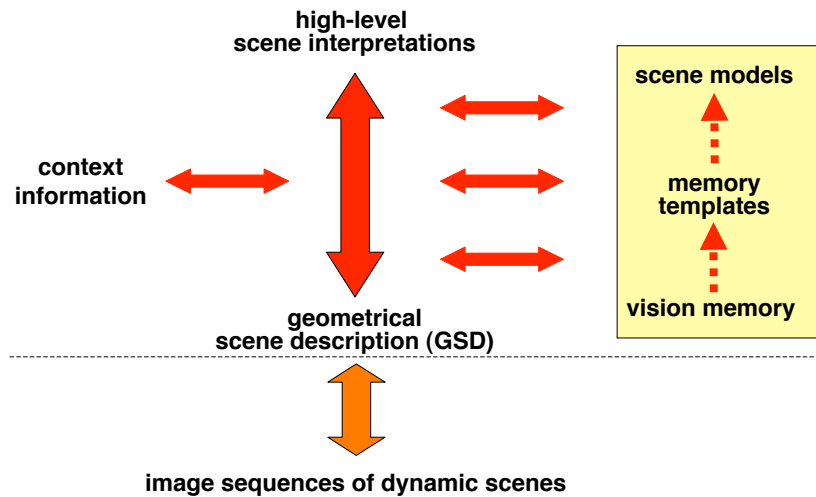 high-level
scene interpretations
scene models
context
information
memory
templates
vision memory
geometrical
scene description (GSD)
image sequences of dynamic scenes